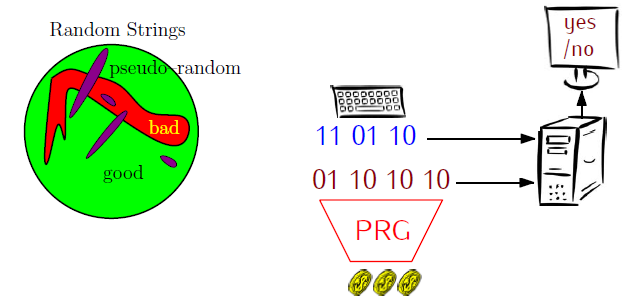 Random Strings
pseudo-random
bad
good
yes
/no
11 01 10
01 10 10 10
PRG